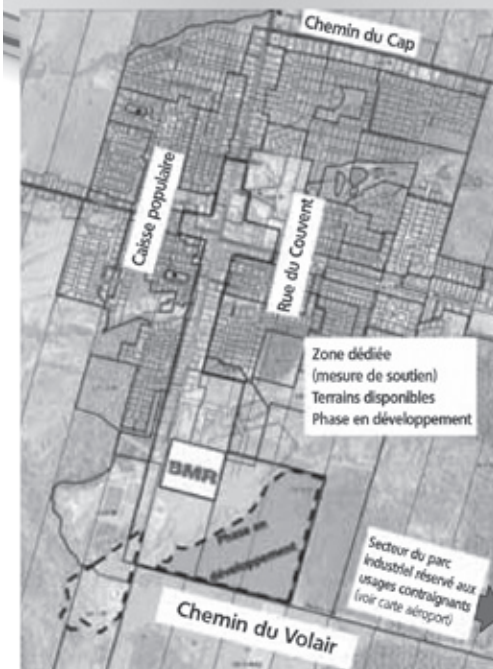 Chemin du Cap
Caisse populaire
Rue du Couvent
Zone dédiée
(mesure de soutien)
Terrains disponibles
Phase en développement
BMR
Phase en
développement
Secteur du parc
industriel réservé aux
usages contraignants
(voir carte aéroport)
Chemin du Volair